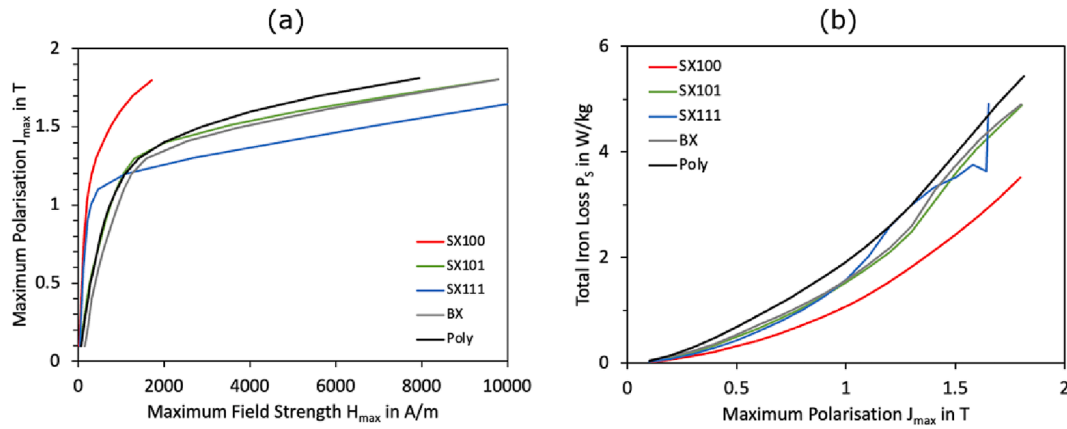 (a)
Maximum Polarisation Jmax in T
2
1.5
1
0.5
0
SX100
SX101
SX111
BX
Poly
0 2000 4000 6000 8000 10000
Maximum Field Strength Hmax in A/m
(b)
Total Iron Loss PS in W/kg
6
4
2
0
SX100
SX101
SX111
BX
Poly
0 0.5 1 1.5 2
Maximum Polarisation Jmax in T